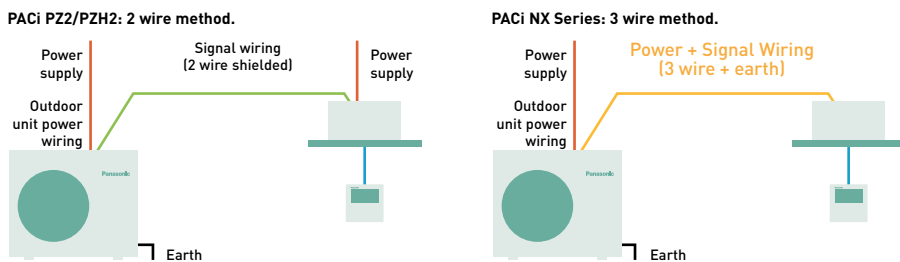 PACi PZ2/PZH2: 2 wire method.
Power
supply
Signal wiring
(2 wire shielded)
Power
supply
Outdoor
unit power
wiring
Panasonic
Earth
PACi NX Series: 3 wire method.
Power
supply
Power + Signal Wiring
(3 wire + earth)
Outdoor
unit power
wiring
Panasonic
Earth